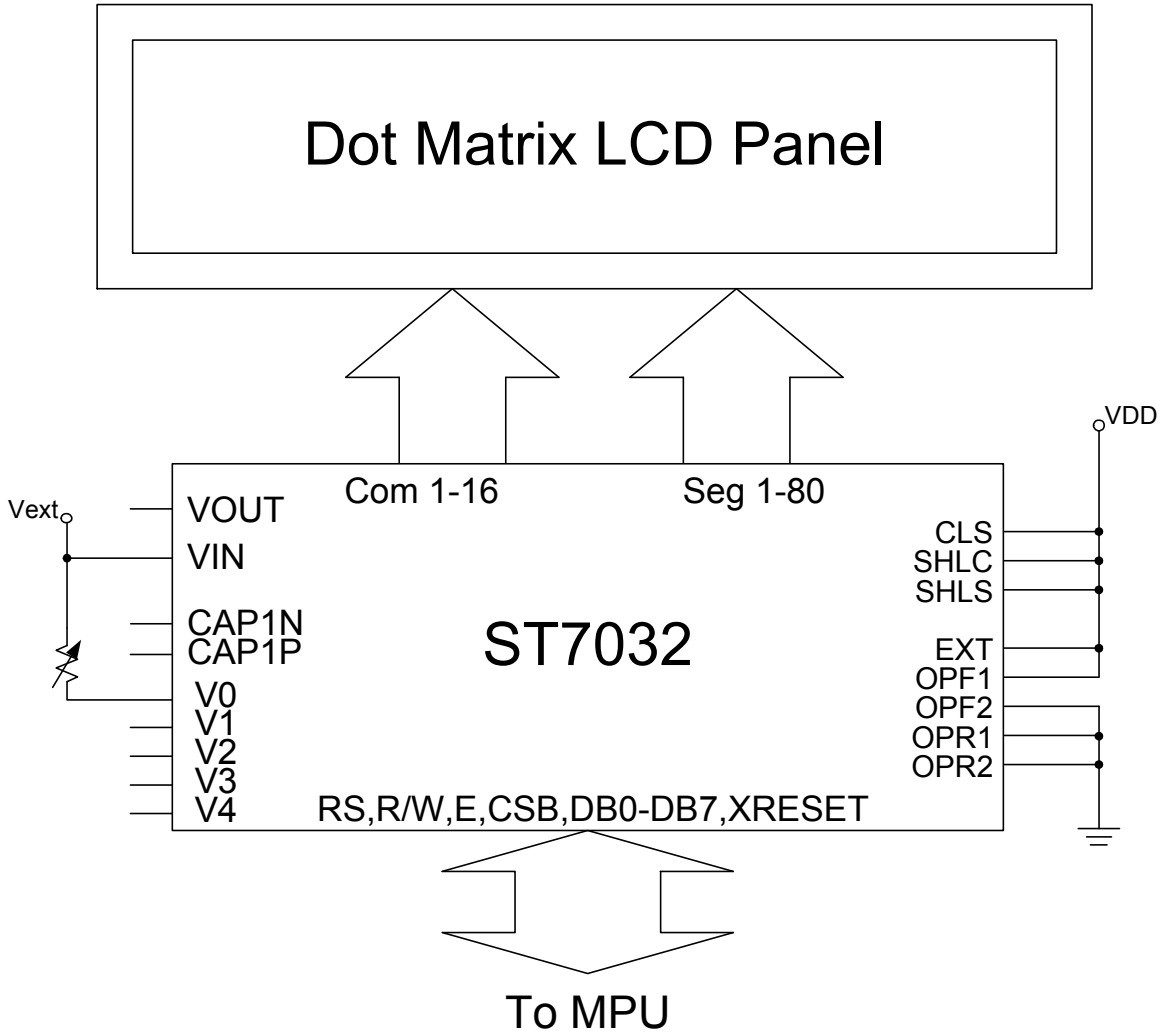 Dot Matrix LCD Panel
VDD
Com 1-16
Seg 1-80
Vext
VOUT
VIN
CAP1N
CAP1P
V0
V1
V2
V3
V4
ST7032
CLS
SHLC
SHLS
EXT
OPF1
OPF2
OPR1
OPR2
RS,R/W,E,CSB,DB0-DB7,XRESET
To MPU